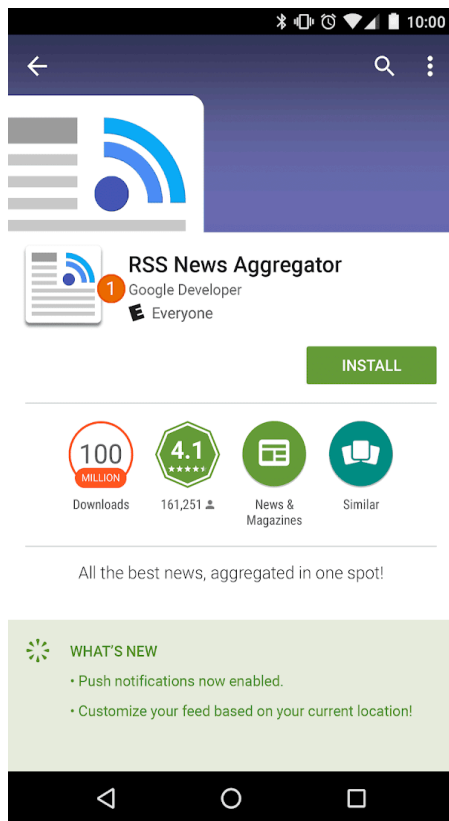 10:00
RSS News Aggregator
1
Google Developer
E Everyone
INSTALL
100
MILLION
4.1
Downloads
161,251
News &
Magazines
Similar
All the best news, aggregated in one spot!
WHAT'S NEW
• Push notifications now enabled.
• Customize your feed based on your current location!